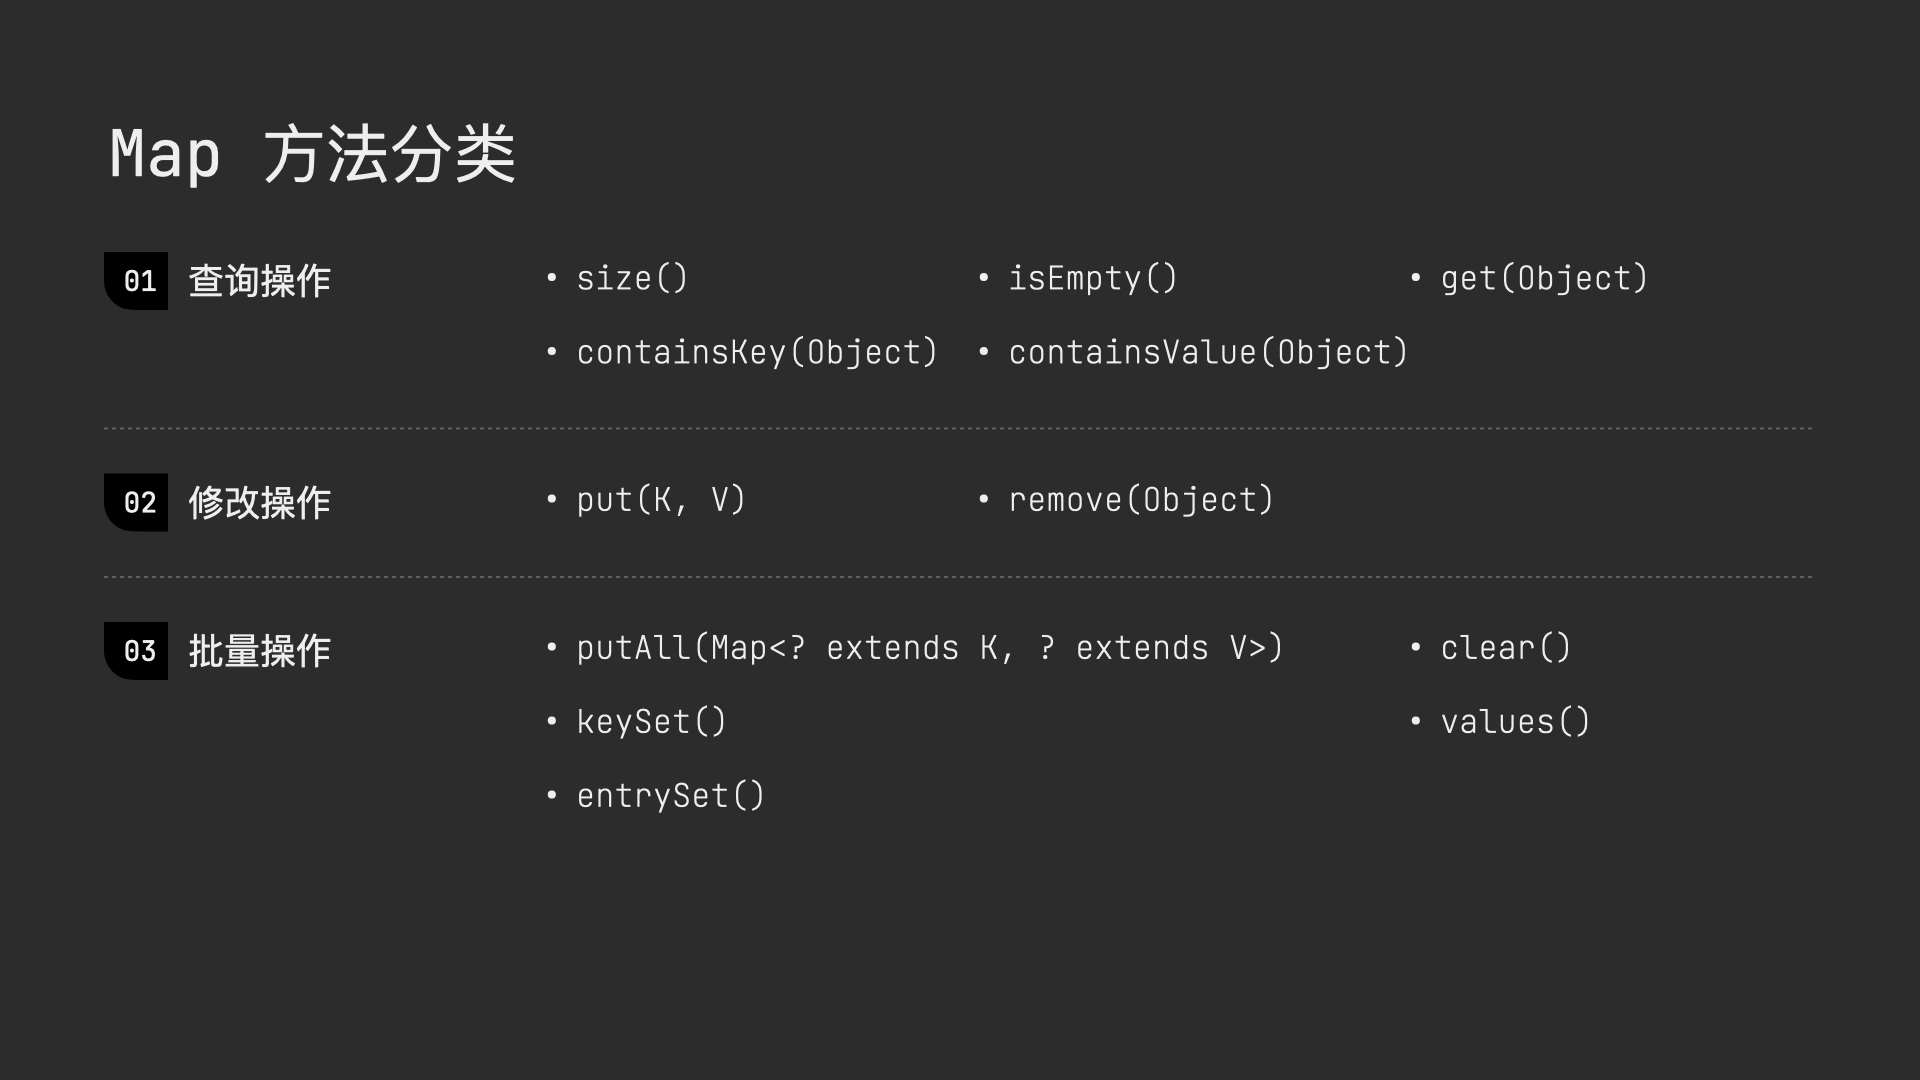 Map 方法分类
01 查询操作
• size() • isEmpty() • get(Object)
• containsKey(Object) • containsValue(Object)
02 修改操作
• put(K, V) • remove(Object)
03 批量操作
• putAll(Map<? extends K, ? extends V>) • clear()
• keySet() • values()
• entrySet()